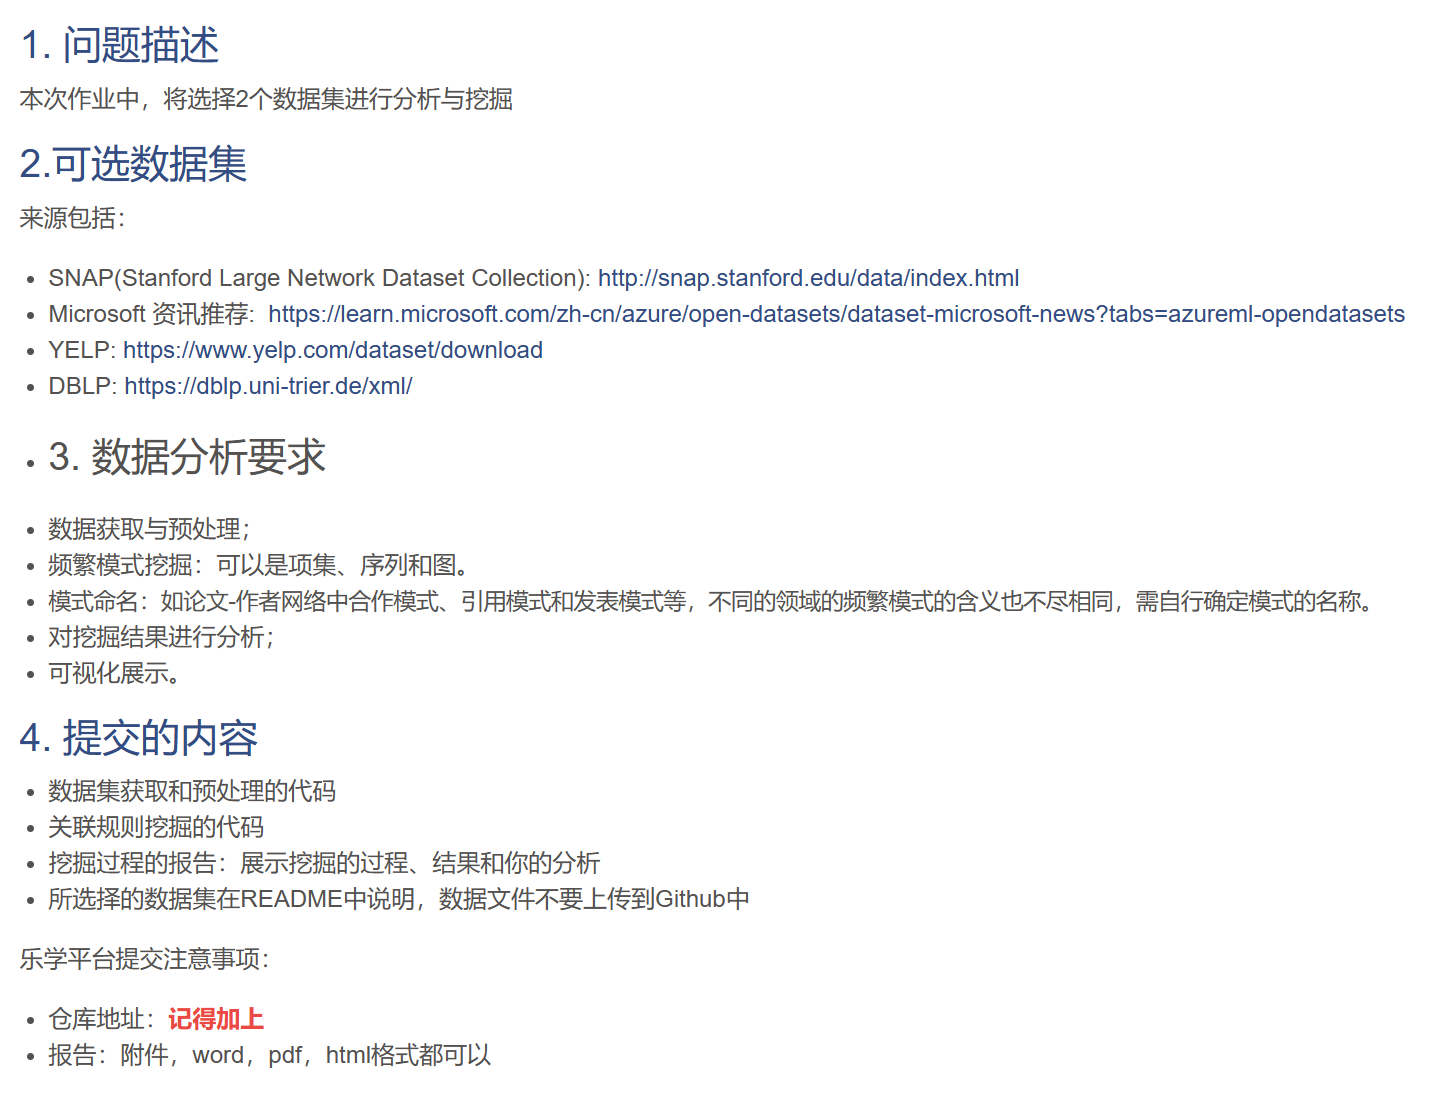 1. 问题描述
本次作业中，将选择2个数据集进行分析与挖掘
2.可选数据集
来源包括：
SNAP(Stanford Large Network Dataset Collection): http://snap.stanford.edu/data/index.html
Microsoft 资讯推荐:  https://learn.microsoft.com/zh-cn/azure/open-datasets/dataset-microsoft-news?tabs=azureml-opendatasets
YELP: https://www.yelp.com/dataset/download
DBLP: https://dblp.uni-trier.de/xml/
3. 数据分析要求
数据获取与预处理；
频繁模式挖掘：可以是项集、序列和图。
模式命名：如论文-作者网络中合作模式、引用模式和发表模式等，不同的领域的频繁模式的含义也不尽相同，需自行确定模式的名称。
对挖掘结果进行分析；
可视化展示。
4. 提交的内容
数据集获取和预处理的代码
关联规则挖掘的代码
挖掘过程的报告：展示挖掘的过程、结果和你的分析
所选择的数据集在README中说明，数据文件不要上传到Github中
乐学平台提交注意事项：
仓库地址：记得加上
报告：附件，word，pdf，html格式都可以